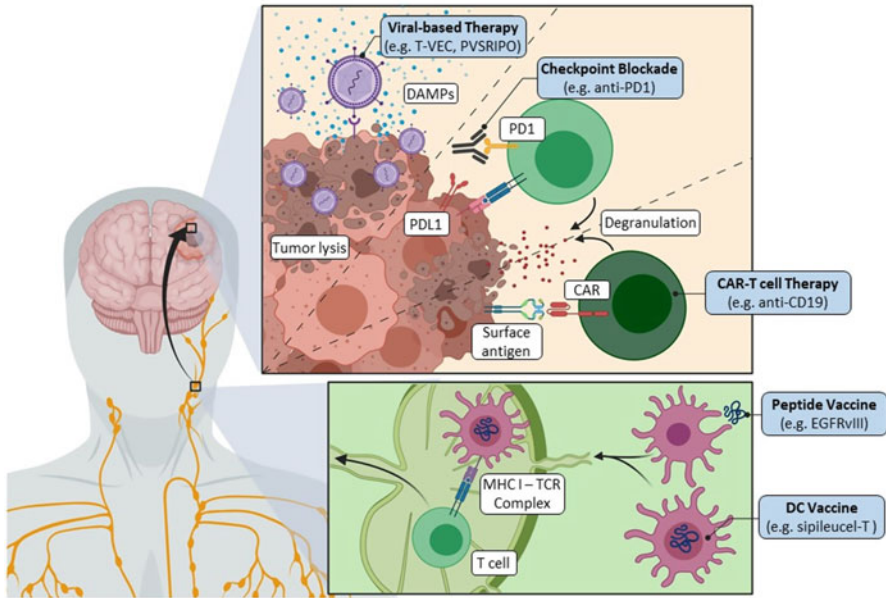 Viral-based Therapy
(e.g. T-VEC, PVSRIPO)
DAMPs
Checkpoint Blockade
(e.g. anti-PD1)
PD1
PDL1
Tumor lysis
Degranulation
CAR
CAR-T cell Therapy
(e.g. anti-CD19)
Surface
antigen
Peptide Vaccine
(e.g. EGFRvIII)
MHC I – TCR
Complex
DC Vaccine
(e.g. sipileucel-T )
T cell